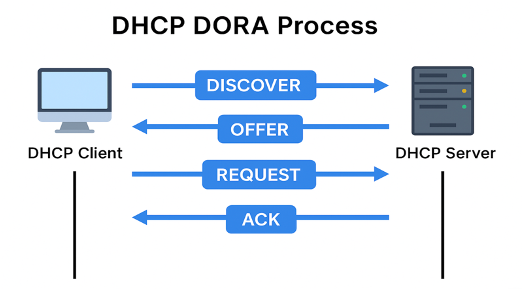 DHCP DORA Process
DISCOVER
OFFER
DHCP Client
DHCP Server
REQUEST
ACK